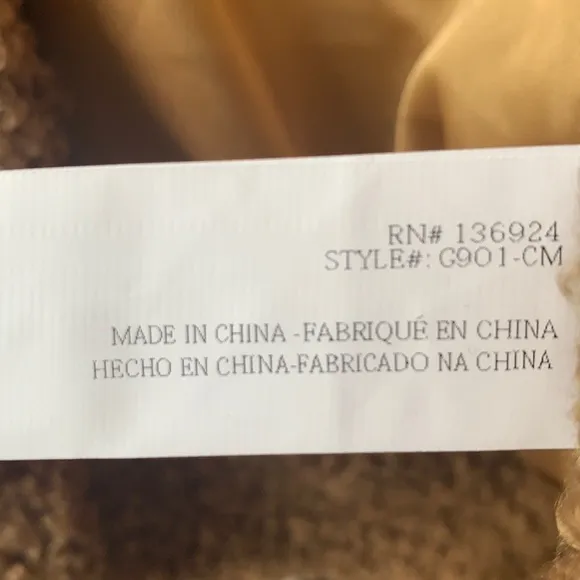 RN# 136924
STYLE#: G901-CM
MADE IN CHINA -FABRIQUÉ EN CHINA
HECHO EN CHINA-FABRICADO NA CHINA